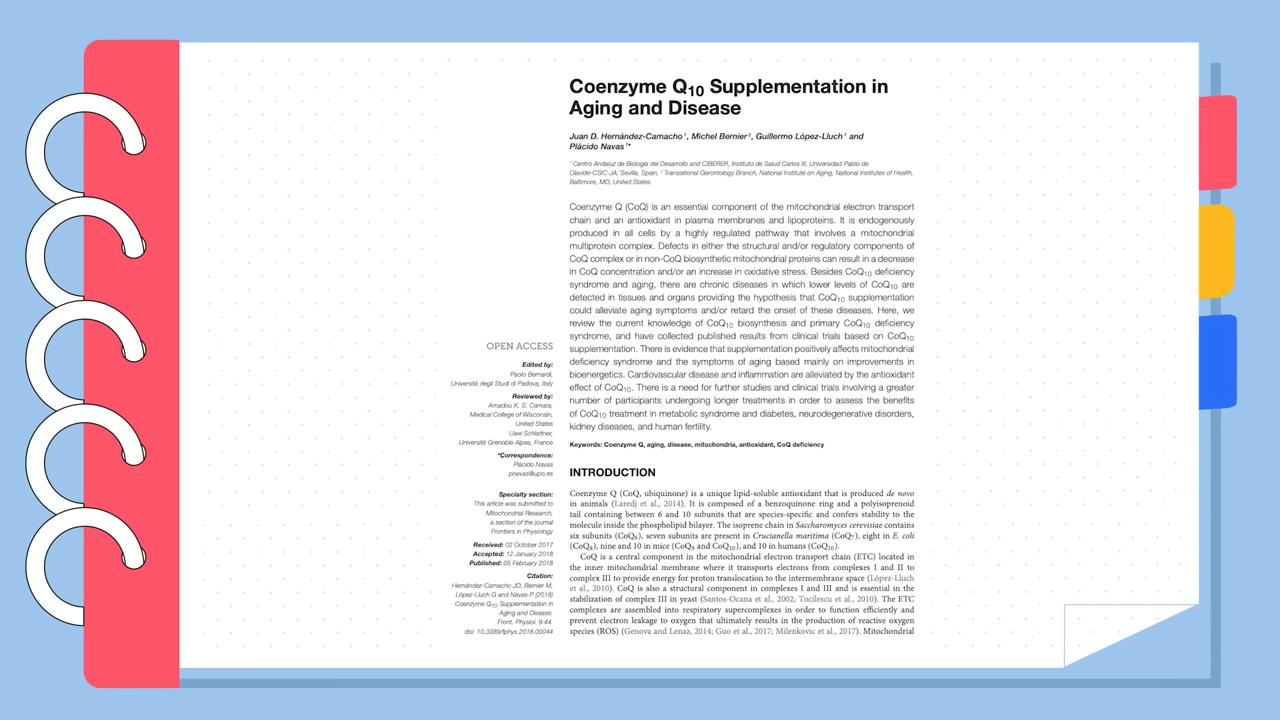 Coenzyme Q10 Supplementation in
Aging and Disease
Juan D. Hernández-Camacho 1, Michel Bernier 2, Guillermo López-Lluch 1 and
Plácido Navas 1*
1 Centro Andaluz de Biología del Desarrollo and CIBERER, Instituto de Salud Carlos III, Universidad Pablo de
Olavide-CSIC-JA, Sevilla, Spain, 2 Translational Gerontology Branch, National Institute on Aging, National Institutes of Health,
Baltimore, MD, United States
Coenzyme Q (CoQ) is an essential component of the mitochondrial electron transport
chain and an antioxidant in plasma membranes and lipoproteins. It is endogenously
produced in all cells by a highly regulated pathway that involves a mitochondrial
multiprotein complex. Defects in either the structural and/or regulatory components of
CoQ complex or in non-CoQ biosynthetic mitochondrial proteins can result in a decrease
in CoQ concentration and/or an increase in oxidative stress. Besides CoQ10 deficiency
syndrome and aging, there are chronic diseases in which lower levels of CoQ10 are
detected in tissues and organs providing the hypothesis that CoQ10 supplementation
could alleviate aging symptoms and/or retard the onset of these diseases. Here, we
review the current knowledge of CoQ10 biosynthesis and primary CoQ10 deficiency
syndrome, and have collected published results from clinical trials based on CoQ10
supplementation. There is evidence that supplementation positively affects mitochondrial
deficiency syndrome and the symptoms of aging based mainly on improvements in
bioenergetics. Cardiovascular disease and inflammation are alleviated by the antioxidant
effect of CoQ10. There is a need for further studies and clinical trials involving a greater
number of participants undergoing longer treatments in order to assess the benefits
of CoQ10 treatment in metabolic syndrome and diabetes, neurodegenerative disorders,
kidney diseases, and human fertility.
Keywords: Coenzyme Q, aging, disease, mitochondria, antioxidant, CoQ deficiency
OPEN ACCESS
Edited by:
Paolo Bernardi,
Università degli Studi di Padova, Italy
Reviewed by:
Amadou K. S. Camara,
Medical College of Wisconsin,
United States
Uwe Schlattner,
Université Grenoble Alpes, France
*Correspondence:
Plácido Navas
pnavas@upo.es
Specialty section:
This article was submitted to
Mitochondrial Research,
a section of the journal
Frontiers in Physiology
Received: 02 October 2017
Accepted: 12 January 2018
Published: 05 February 2018
Citation:
Hernández-Camacho JD, Bernier M,
López-Lluch G and Navas P (2018)
Coenzyme Q10 Supplementation in
Aging and Disease.
Front. Physiol. 9:44.
doi: 10.3389/fphys.2018.00044
INTRODUCTION
Coenzyme Q (CoQ, ubiquinone) is a unique lipid-soluble antioxidant that is produced de novo
in animals (Laredj et al., 2014). It is composed of a benzoquinone ring and a polyisoprenoid
tail containing between 6 and 10 subunits that are species-specific and confers stability to the
molecule inside the phospholipid bilayer. The isoprene chain in Saccharomyces cerevisiae contains
six subunits (CoQ6), seven subunits are present in Crucianella maritima (CoQ7), eight in E. coli
(CoQ8), nine and 10 in mice (CoQ9 and CoQ10), and 10 in humans (CoQ10).
CoQ is a central component in the mitochondrial electron transport chain (ETC) located in
the inner mitochondrial membrane where it transports electrons from complexes I and II to
complex III to provide energy for proton translocation to the intermembrane space (López-Lluch
et al., 2010). CoQ is also a structural component in complexes I and III and is essential in the
stabilization of complex III in yeast (Santos-Ocana et al., 2002; Tocilescu et al., 2010). The ETC
complexes are assembled into respiratory supercomplexes in order to function efficiently and
prevent electron leakage to oxygen that ultimately results in the production of reactive oxygen
species (ROS) (Genova and Lenaz, 2014; Guo et al., 2017; Milenkovic et al., 2017). Mitochondrial